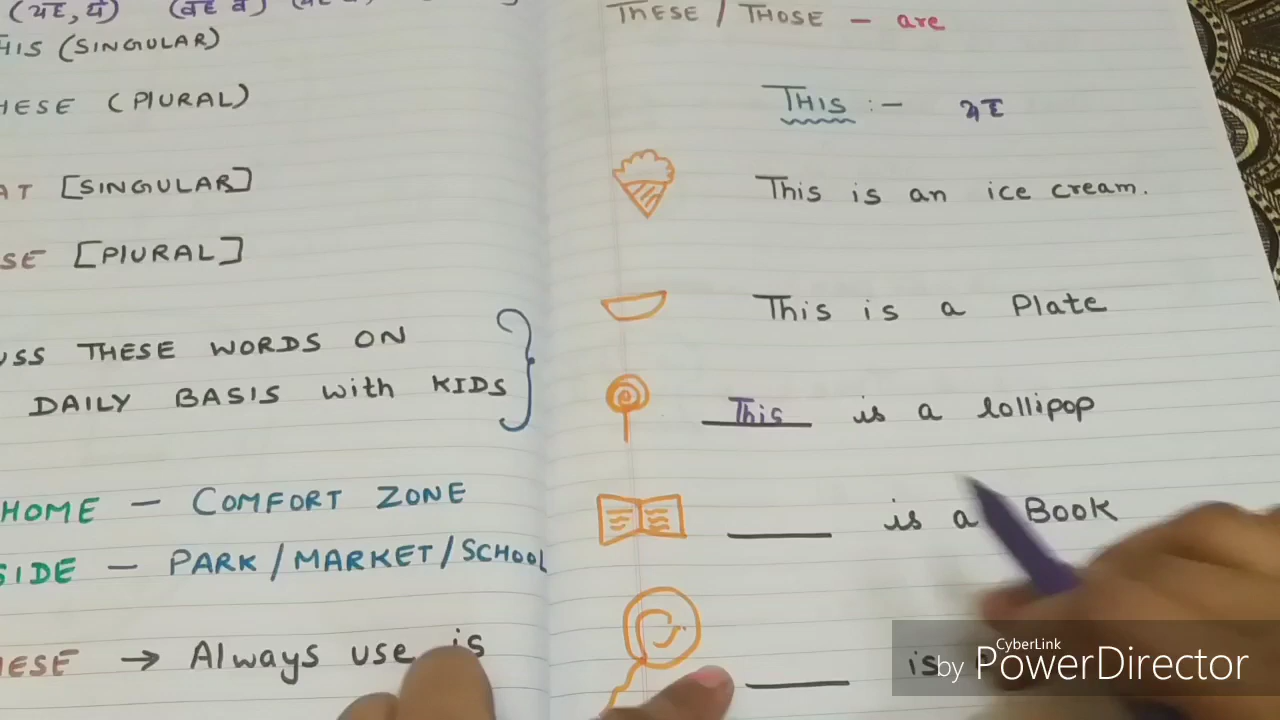 (यह, ये) (वह वे)
HIS (SINGULAR)
HESE (PlURAL)
AT [SINGULAR]
SE [PlURAL]
USS THESE WORDS ON
DAILY BASIS with KIDS
HOME - COMFORT ZONE
SIDE - PARK/MARKET/SCHOOL
HESE → Always use is
THESE / THOSE - are
THIS :- यह
This is an ice cream.
This is a Plate
This is a lollipop
____ is a Book
____ is
CyberLink
by PowerDirector